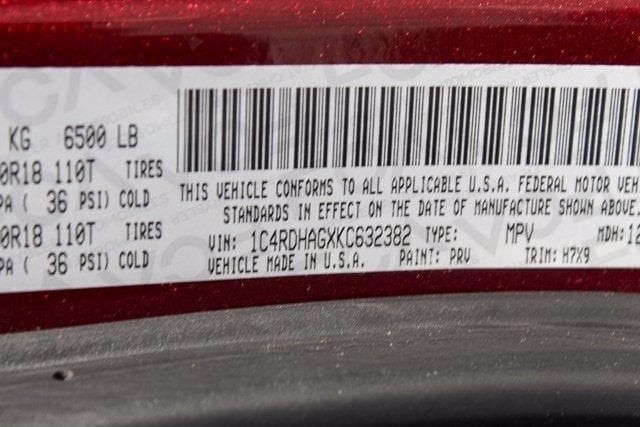 KG 6500 LB
0R18 110T TIRES
PA ( 36 PSI) COLD
0R18 110T TIRES
PA ( 36 PSI) COLD
THIS VEHICLE CONFORMS TO ALL APPLICABLE U.S.A. FEDERAL MOTOR VEH
STANDARDS IN EFFECT ON THE DATE OF MANUFACTURE SHOWN ABOVE.
VIN: 1C4RDHAGXKC632382 TYPE: MPV MDH: 12
VEHICLE MADE IN U.S.A. PAINT: PRV TRIM: H7X9